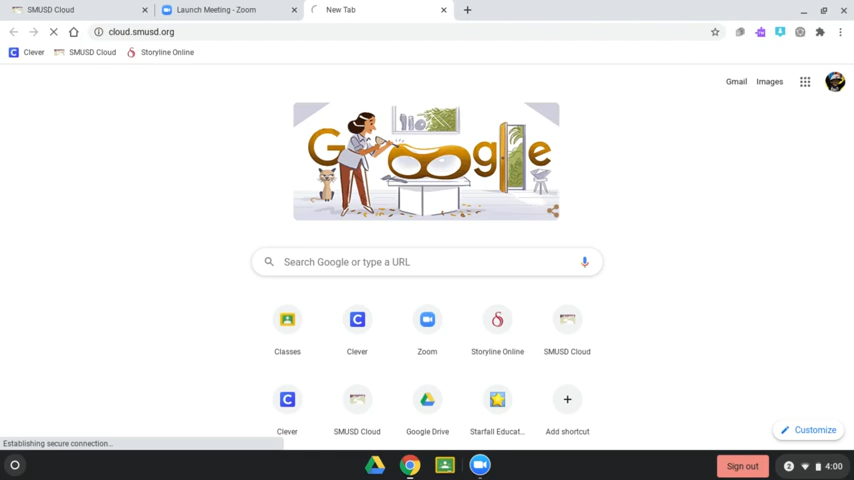 SMUSD Cloud
Launch Meeting - Zoom
New Tab
cloud.smusd.org
Clever
SMUSD Cloud
Storyline Online
Gmail
Images
Google
Search Google or type a URL
Classes
Clever
Zoom
Storyline Online
SMUSD Cloud
Clever
SMUSD Cloud
Google Drive
Starfall Educat...
Add shortcut
Customize
Establishing secure connection...
Sign out
2
4:00